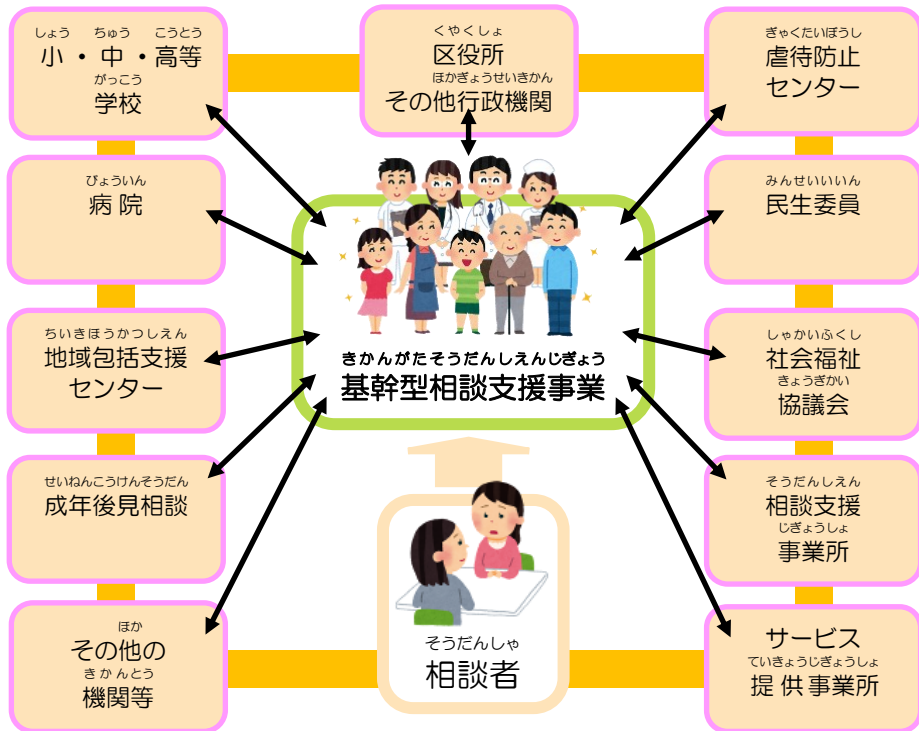 しょう ちゅう こうとう
小・中・高等
がっこう
学校
くやくしょ
区役所
ほかぎょうせいきかん
その他行政機関
ぎゃくたいぼうし
虐待防止
センター
びょういん
病院
みんせいいいん
民生委員
きかんがたそうだんしえんじぎょう
基幹型相談支援事業
ちいきほうかつしえん
地域包括支援
センター
しゃかいふくし
社会福祉
きょうぎかい
協議会
せいねんこうけんそうだん
成年後見相談
そうだんしえん
相談支援
じぎょうしょ
事業所
ほか
その他の
きかんとう
機関等
そうだんしゃ
相談者
サービス
ていきょうじぎょうしょ
提供事業所